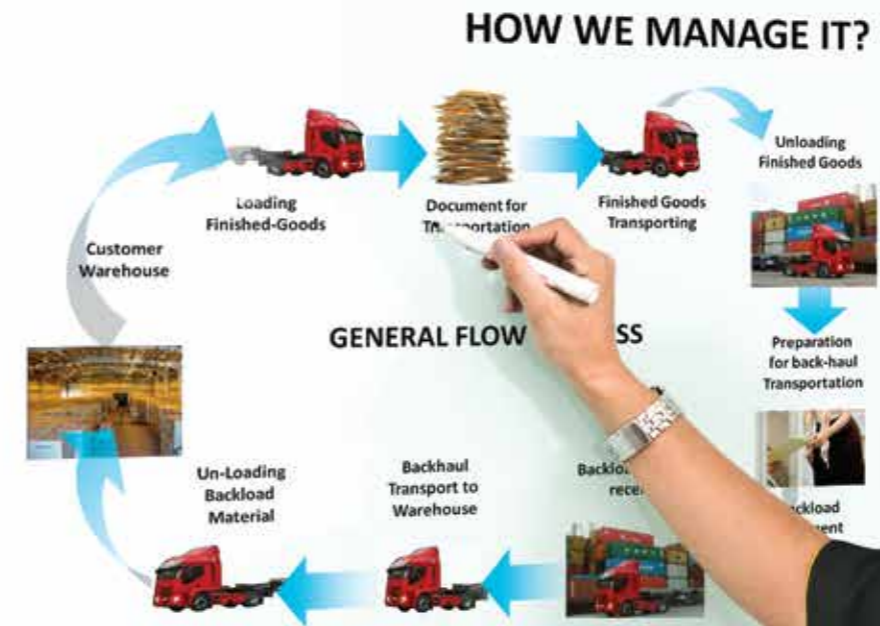 HOW WE MANAGE IT?
Unloading
Finished Goods
Loading
Finished-Goods
Document for
Transportation
Finished Goods
Transporting
Customer
Warehouse
GENERAL FLOW
Preparation
for back-haul
Transportation
Un-Loading
Backload
Material
Backhaul
Transport to
Warehouse